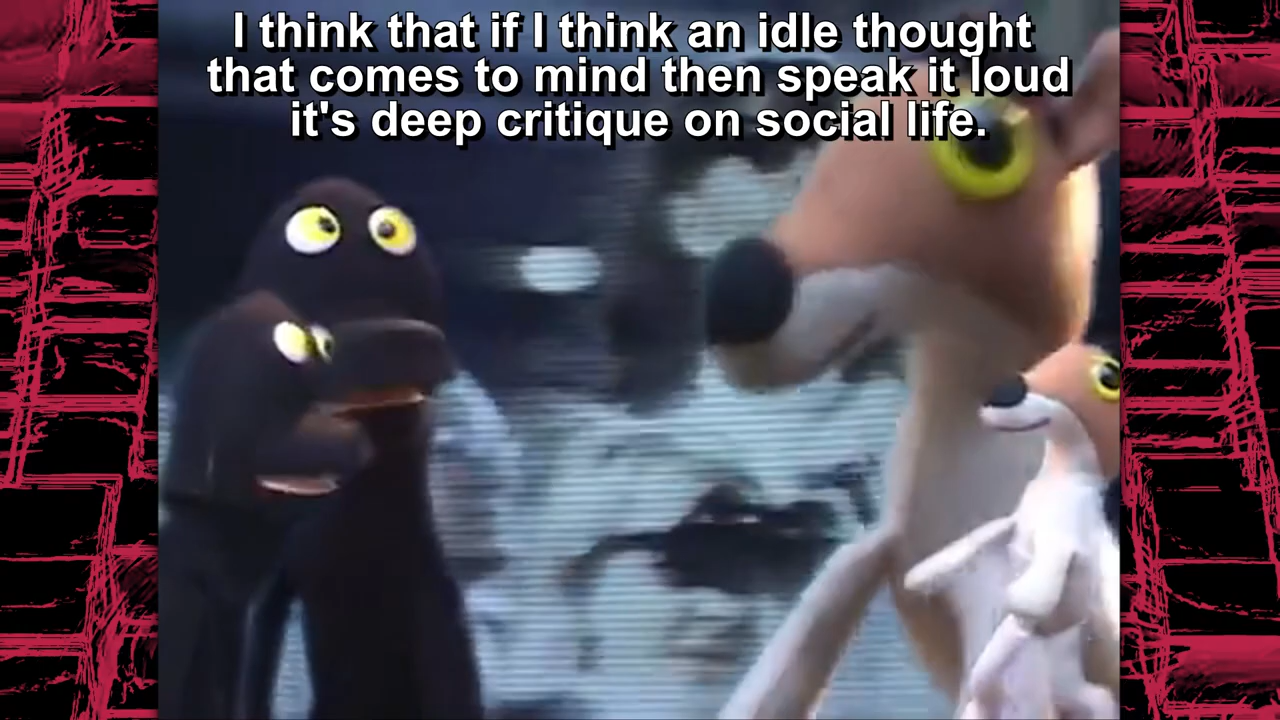 I think that if I think an idle thought
that comes to mind then speak it loud
it's deep critique on social life.